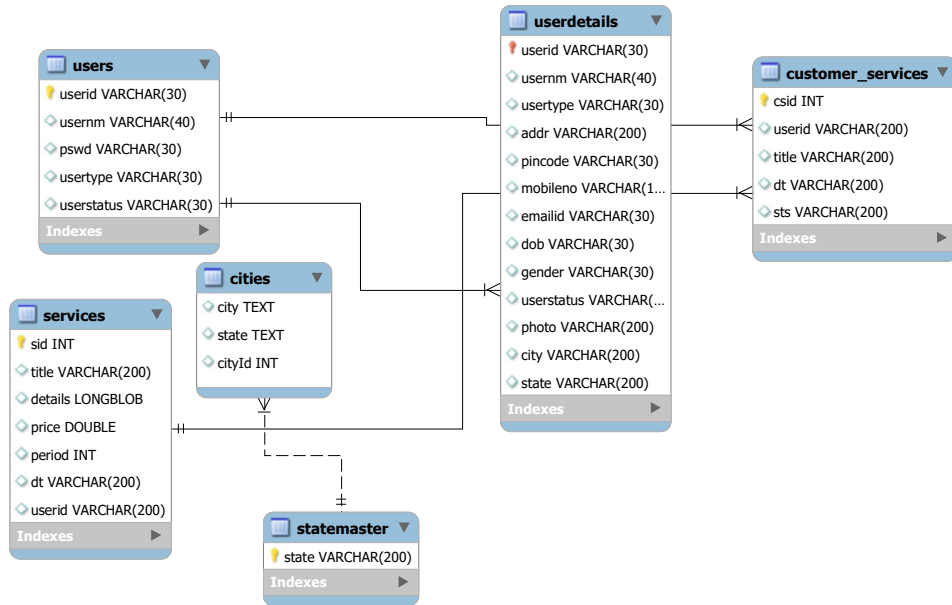 users
userid VARCHAR(30)
usernm VARCHAR(40)
pswd VARCHAR(30)
usertype VARCHAR(30)
userstatus VARCHAR(30)
Indexes
userdetails
userid VARCHAR(30)
usernm VARCHAR(40)
usertype VARCHAR(30)
addr VARCHAR(200)
pincode VARCHAR(30)
mobileno VARCHAR(1...
emailid VARCHAR(30)
dob VARCHAR(30)
gender VARCHAR(30)
userstatus VARCHAR(...
photo VARCHAR(200)
city VARCHAR(200)
state VARCHAR(200)
Indexes
customer_services
csid INT
userid VARCHAR(200)
title VARCHAR(200)
dt VARCHAR(200)
sts VARCHAR(200)
Indexes
cities
city TEXT
state TEXT
cityId INT
services
sid INT
title VARCHAR(200)
details LONGBLOB
price DOUBLE
period INT
dt VARCHAR(200)
userid VARCHAR(200)
Indexes
statemaster
state VARCHAR(200)
Indexes